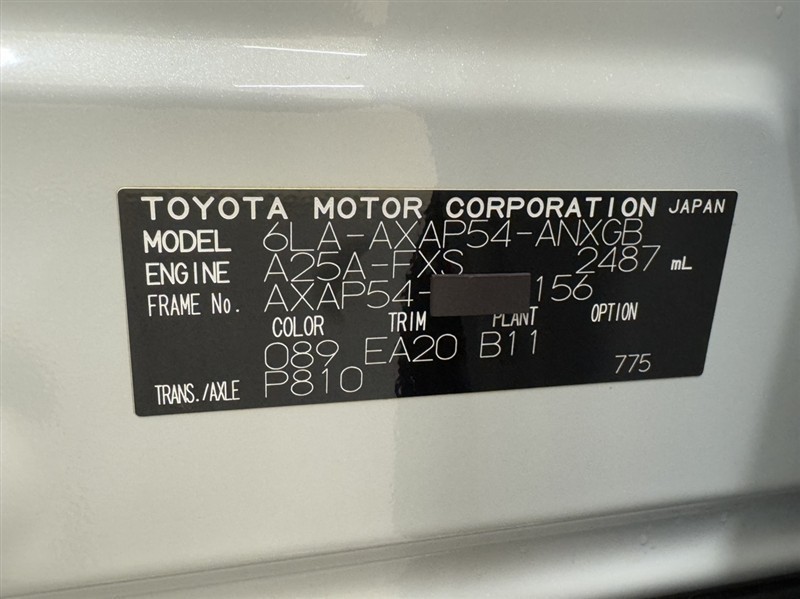 TOYOTA MOTOR CORPORATION JAPAN
MODEL 6LA-AXAP54-ANXGB
ENGINE A25A-FXS 2487 mL
FRAME No. AXAP54- 156
COLOR TRIM PLANT OPTION
089 EA20 B11 775
TRANS./AXLE P810